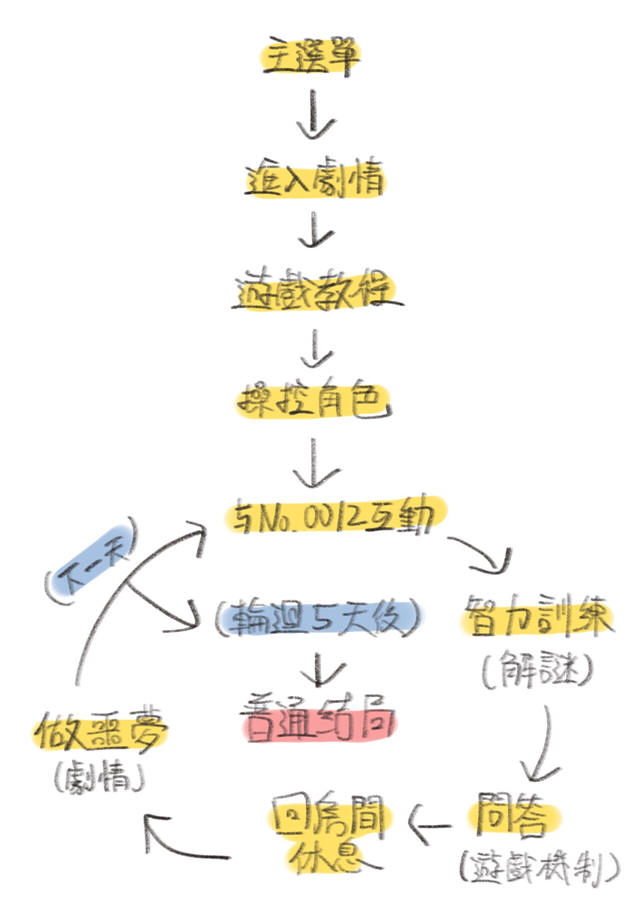 主選單
進入劇情
遊戲教程
操控角色
与No.0012互動
(下一天)
(輪迴5天後)
智力訓練
(解謎)
普通结局
做噩夢
(劇情)
回房間
休息
問答
(遊戲機制)